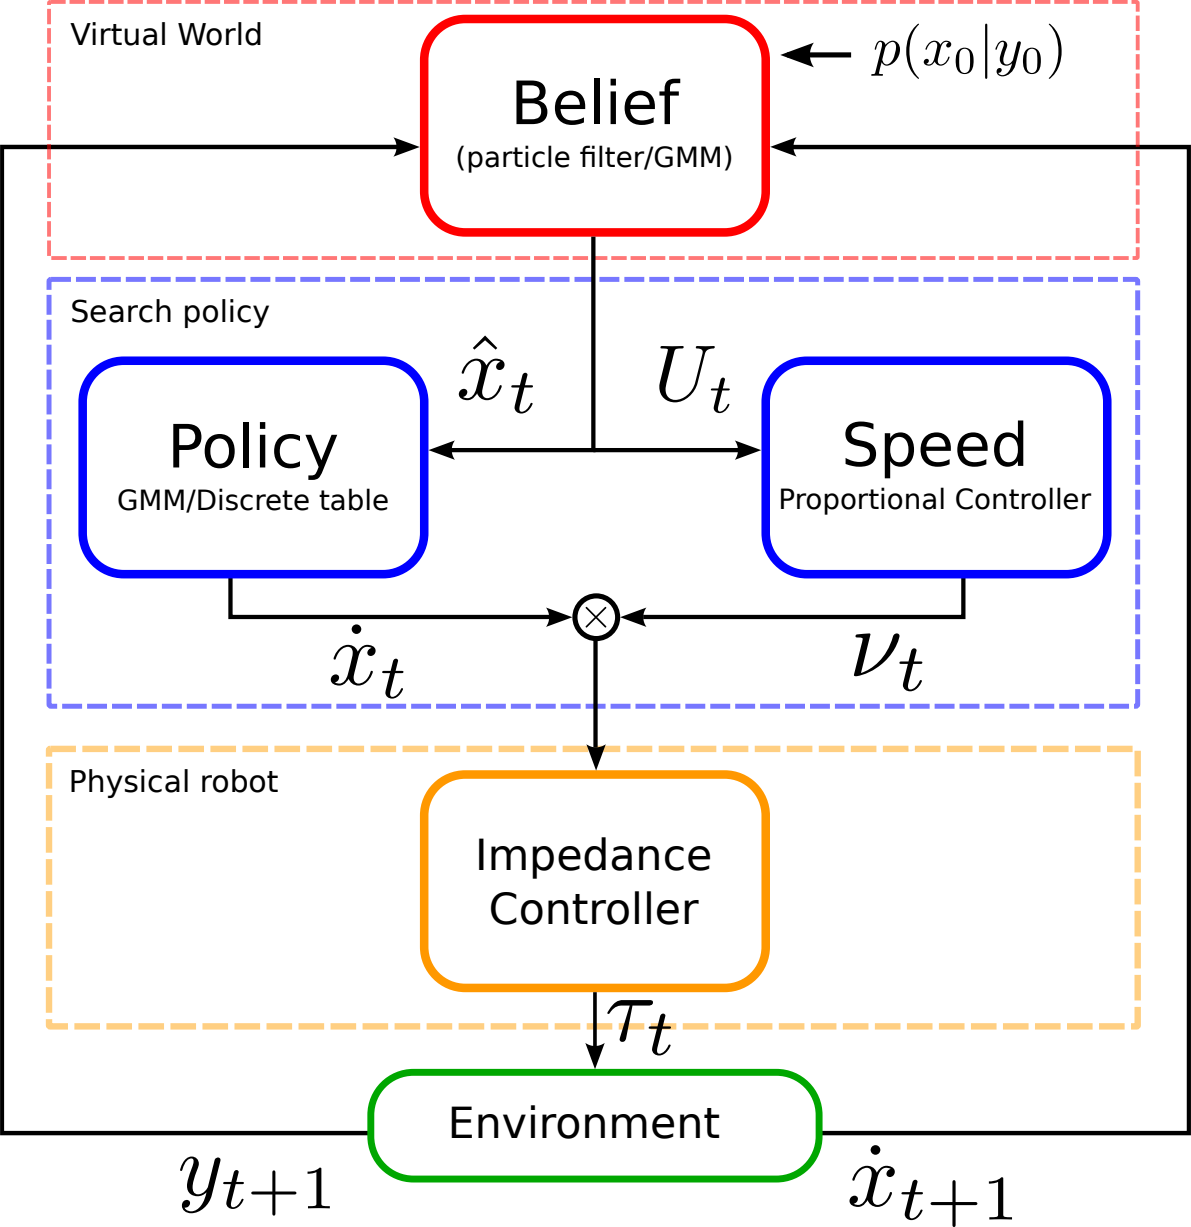 Virtual World
p(x₀|y₀)
Belief
(particle filter/GMM)
Search policy
x̂ₜ
Uₜ
Policy
GMM/Discrete table
Speed
Proportional Controller
ẋₜ
νₜ
Physical robot
Impedance
Controller
τₜ
Environment
yₜ₊₁
ẋₜ₊₁